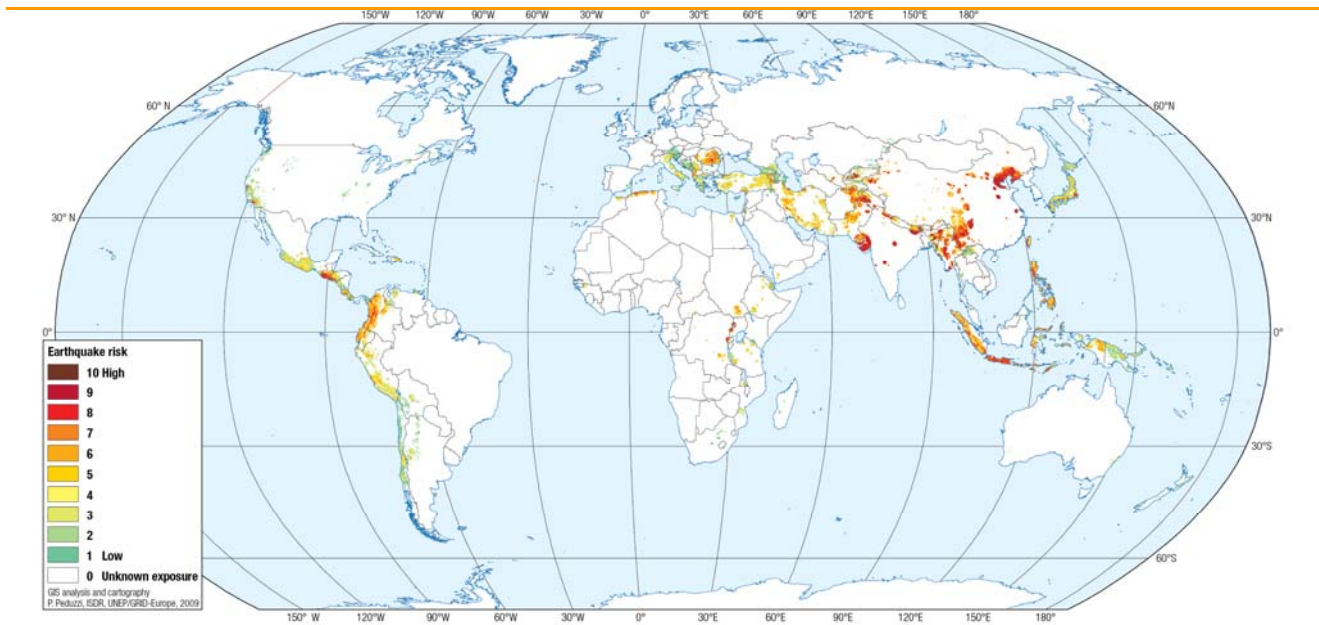 150°W 120°W 90°W 60°W 30°W 0° 30°E 60°E 90°E 120°E 150°E 180°
60° N 60°N
30° N 30°N
0° 0°
Earthquake risk
10 High
9
8
7
6
5
4
3
2
1 Low
0 Unknown exposure
GIS analysis and cartography
P. Peduzzi, ISDR, UNEP/GRID-Europe, 2009
30°S
60°S
150° W 120°W 90°W 60°W 30°W 0° 30°E 60°E 90°E 120°E 150°E 180°